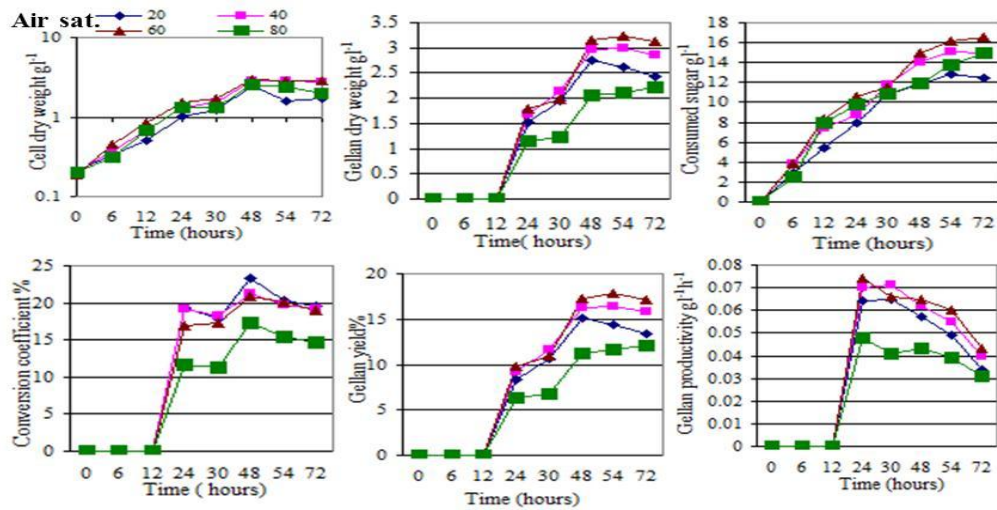 Air sat.
20 40
60 80
Cell dry weight gl-1
10
1
0.1
0 6 12 24 30 48 54 72
Time (hours)
Gellan dry weight gl-1
3.5
3
2.5
2
1.5
1
0.5
0
0 6 12 24 30 48 54 72
Time( hours)
Consumed sugar gl-1
18
16
14
12
10
8
6
4
2
0
0 6 12 24 30 48 54 72
Time (hours)
Conversion coefficient %
25
20
15
10
5
0
0 6 12 24 30 48 54 72
Time ( hours)
Gellan yield%
20
15
10
5
0
0 6 12 24 30 48 54 72
Time (hours)
Gellan productivity gl-1h-1
0.08
0.07
0.06
0.05
0.04
0.03
0.02
0.01
0
0 6 12 24 30 48 54 72
Time (hours)